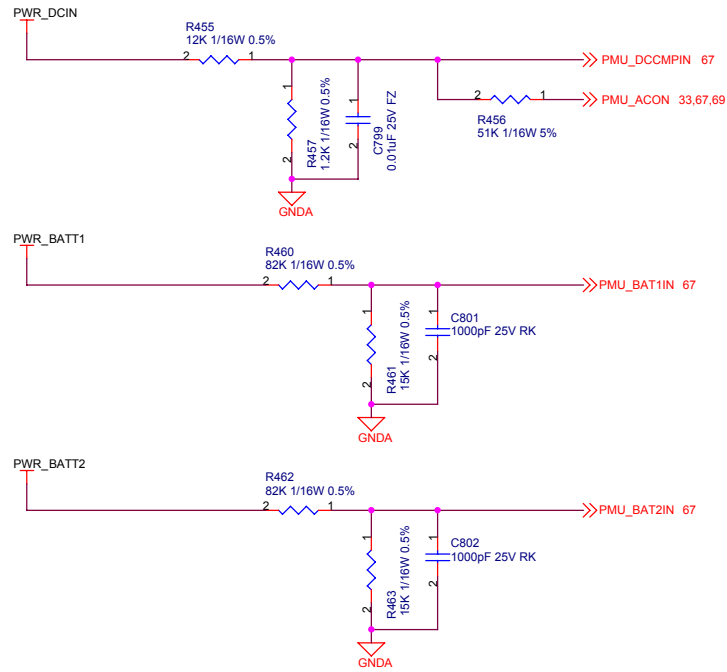 PWR_DCIN
R455
12K 1/16W 0.5%
2
1
PMU_DCCMPIN 67
1
2
R457
1.2K 1/16W 0.5%
1
2
C799
0.01uF 25V FZ
2
1
R456
51K 1/16W 5%
PMU_ACON 33,67,69
GNDA
PWR_BATT1
R460
82K 1/16W 0.5%
2
1
PMU_BAT1IN 67
1
2
R461
15K 1/16W 0.5%
1
2
C801
1000pF 25V RK
GNDA
PWR_BATT2
R462
82K 1/16W 0.5%
2
1
PMU_BAT2IN 67
1
2
R463
15K 1/16W 0.5%
1
2
C802
1000pF 25V RK
GNDA